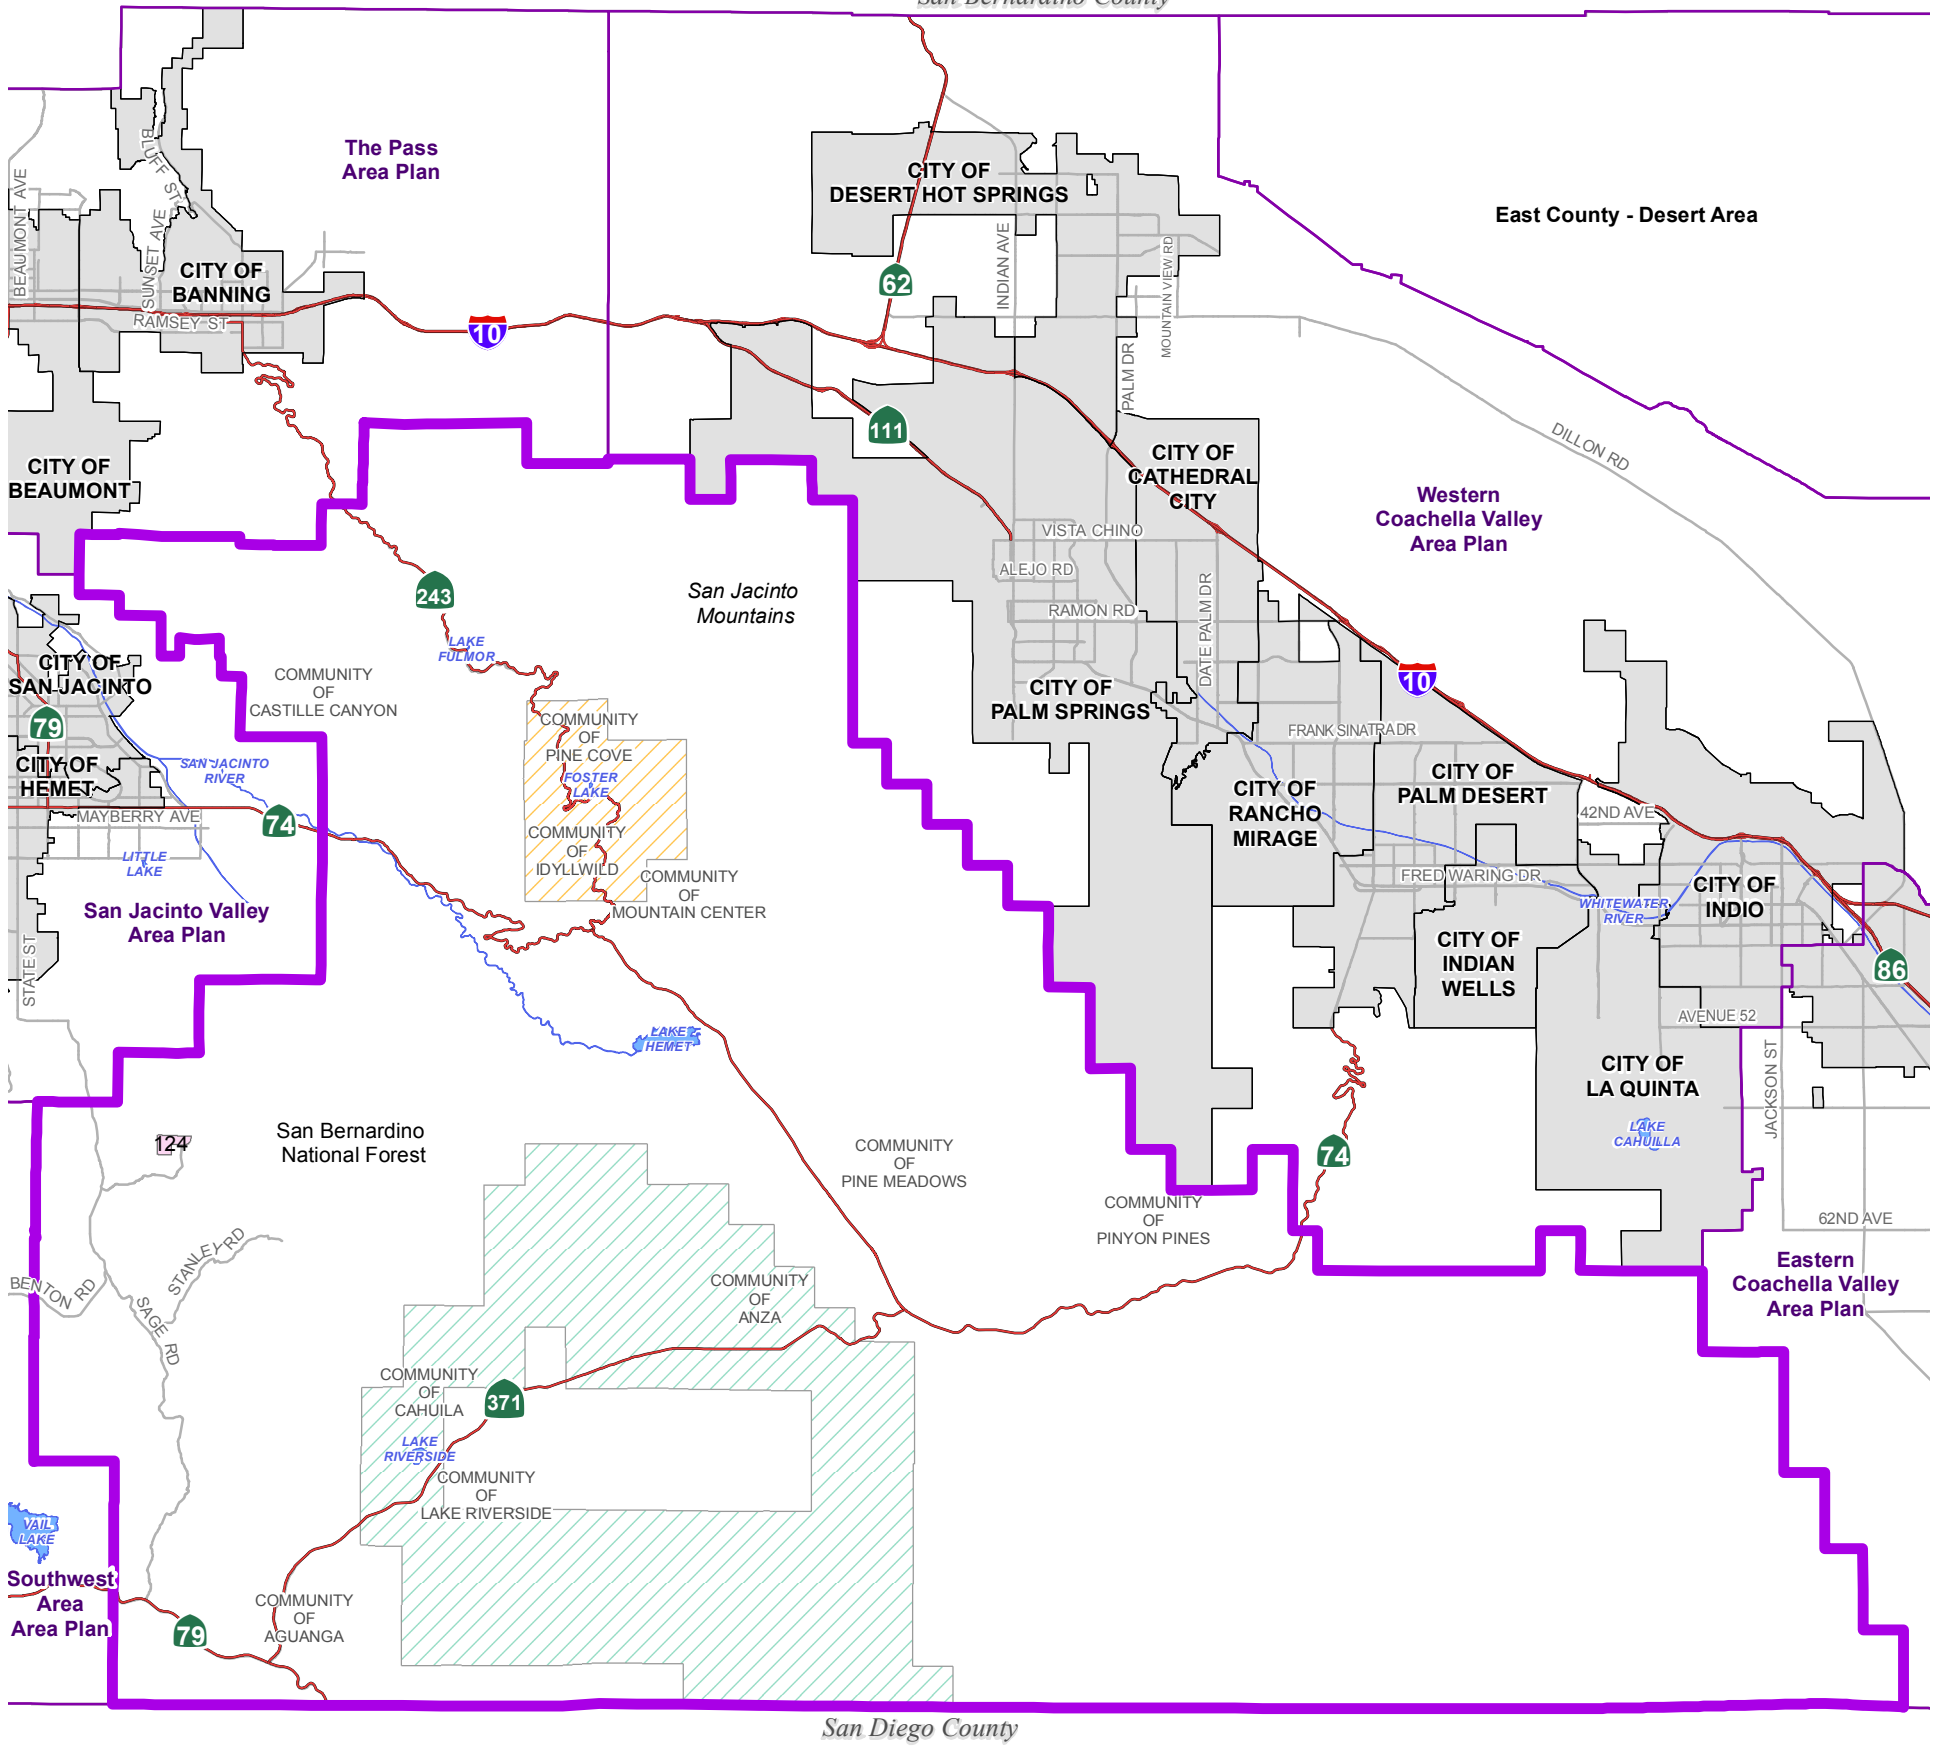 San Bernardino County
The Pass
Area Plan
BLUFF ST
BEAUMONT AVE
SUNSET AVE
CITY OF
BANNING
RAMSEY ST
10
CITY OF
DESERT HOT SPRINGS
62
INDIAN AVE
MOUNTAIN VIEW RD
PALM DR
East County - Desert Area
DILLON RD
111
CITY OF
BEAUMONT
CITY OF
CATHEDRAL
CITY
Western
Coachella Valley
Area Plan
VISTA CHINO
ALEJO RD
RAMON RD
DATE PALM DR
243
San Jacinto
Mountains
LAKE
FULMOR
CITY OF
SAN JACINTO
79
CITY OF
HEMET
COMMUNITY
OF
CASTILLE CANYON
SAN JACINTO
RIVER
MAYBERRY AVE
74
LITTLE
LAKE
San Jacinto Valley
Area Plan
STATE ST
COMMUNITY
OF
PINE COVE
FOSTER
LAKE
COMMUNITY
OF
IDYLLWILD
COMMUNITY
OF
MOUNTAIN CENTER
CITY OF
PALM SPRINGS
10
FRANK SINATRA DR
CITY OF
RANCHO
MIRAGE
CITY OF
PALM DESERT
42ND AVE
FRED WARING DR
WHITEWATER
RIVER
CITY OF
INDIO
CITY OF
INDIAN
WELLS
86
AVENUE 52
JACKSON ST
CITY OF
LA QUINTA
LAKE
CAHUILLA
LAKE
HEMET
124
San Bernardino
National Forest
COMMUNITY
OF
PINE MEADOWS
74
COMMUNITY
OF
PINYON PINES
62ND AVE
Eastern
Coachella Valley
Area Plan
BENTON RD
STANLEY RD
SAGE RD
COMMUNITY
OF
ANZA
COMMUNITY
OF
CAHUILA
371
LAKE
RIVERSIDE
COMMUNITY
OF
LAKE RIVERSIDE
VAIL
LAKE
Southwest
Area
Area Plan
79
COMMUNITY
OF
AGUANGA
San Diego County